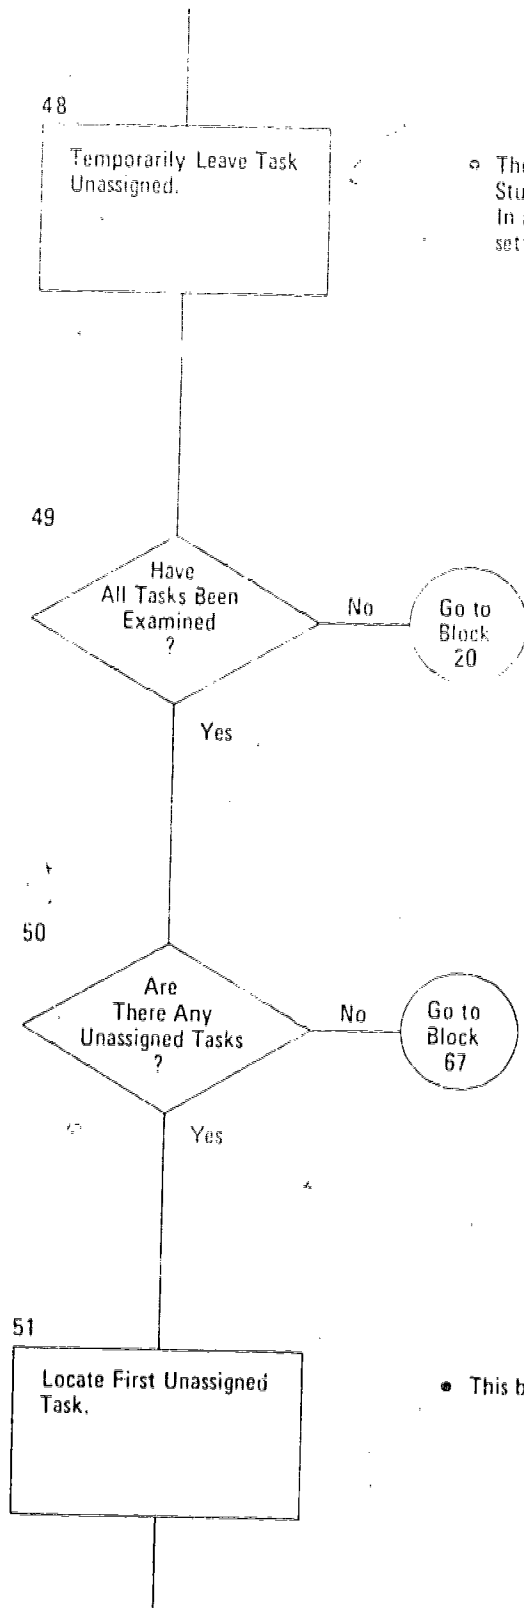 48
Temporarily Leave Task
Unassigned.
The
Stu
In
set
49
Have
All Tasks Been
Examined
?
No
Go to
Block
20
Yes
50
Are
There Any
Unassigned Tasks
?
No
Go to
Block
67
Yes
51
Locate First Unassigned
Task.
• This b